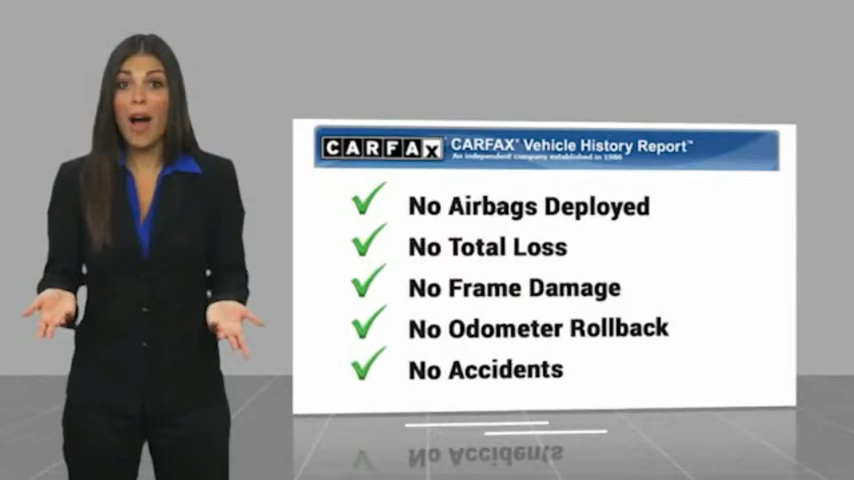 CARFAX CARFAX® Vehicle History Report™
An independent company established in 1986
No Airbags Deployed
No Total Loss
No Frame Damage
No Odometer Rollback
No Accidents
No Accidents